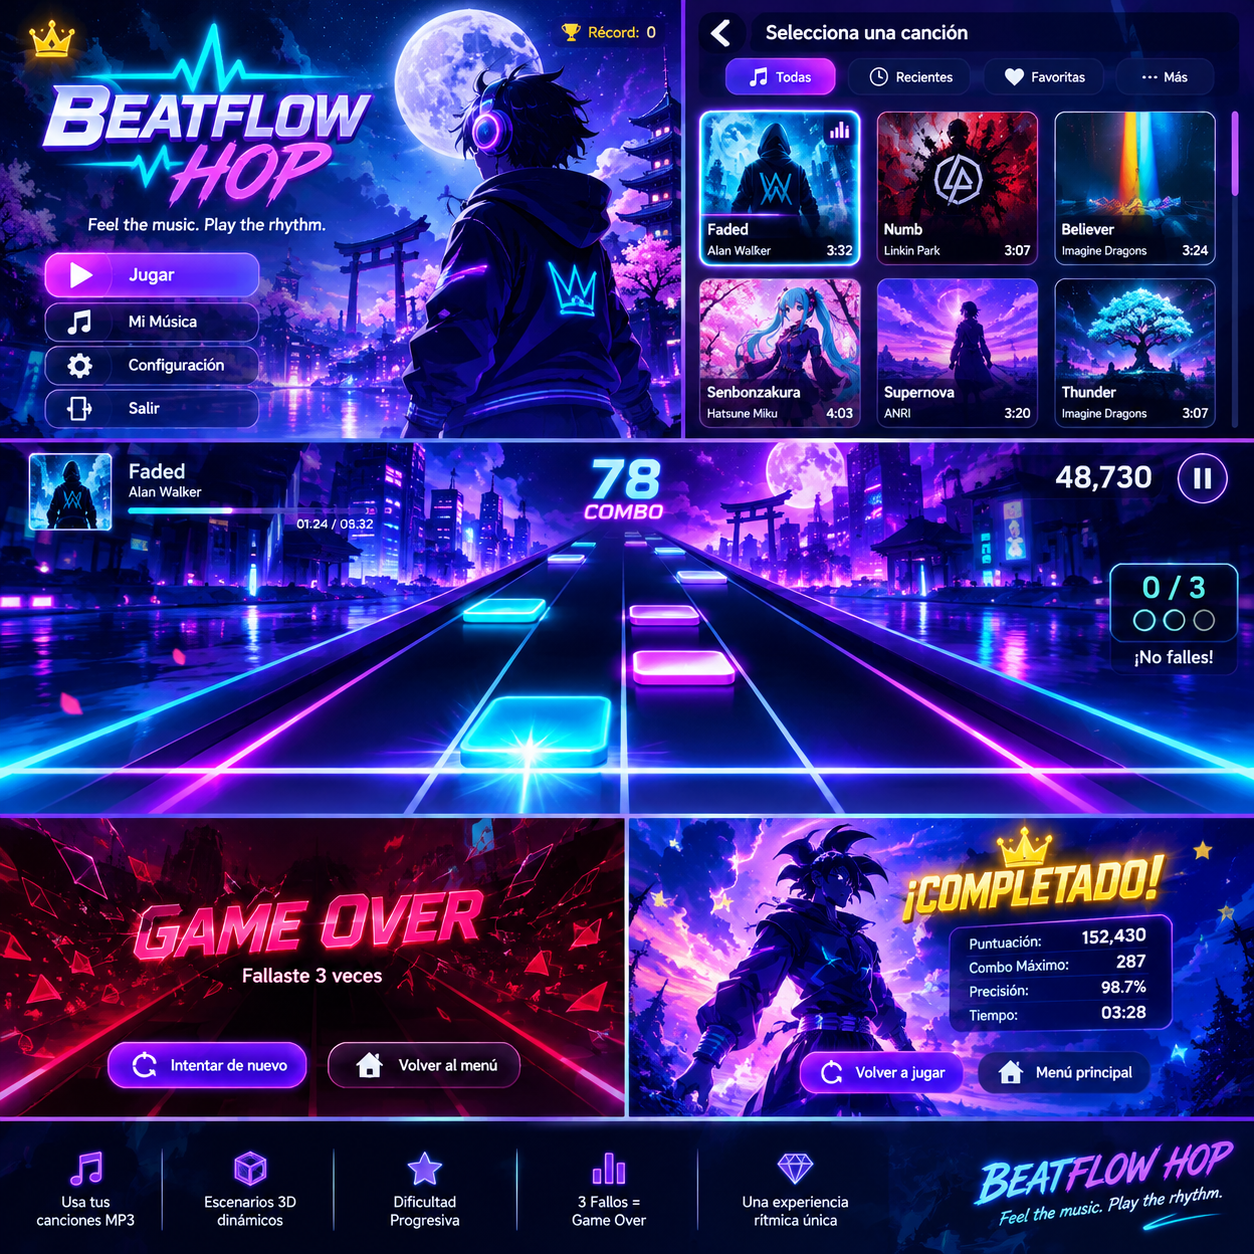 BEATFLOW
HOP
Feel the music. Play the rhythm.
Récord: 0
Jugar
Mi Música
Configuración
Salir
Selecciona una canción
Todas
Recientes
Favoritas
Más
Faded
Alan Walker 3:32
Numb
Linkin Park 3:07
Believer
Imagine Dragons 3:24
Senbonzakura
Hatsune Miku 4:03
Supernova
ANRI 3:20
Thunder
Imagine Dragons 3:07
Faded
Alan Walker
01.24 / 03.32
78
COMBO
48,730
0 / 3
¡No falles!
GAME OVER
Fallaste 3 veces
Intentar de nuevo
Volver al menú
¡COMPLETADO!
Puntuación: 152,430
Combo Máximo: 287
Precisión: 98.7%
Tiempo: 03:28
Volver a jugar
Menú principal
Usa tus
canciones MP3
Escenarios 3D
dinámicos
Dificultad
Progresiva
3 Fallos =
Game Over
Una experiencia
rítmica única
BEATFLOW HOP
Feel the music. Play the rhythm.